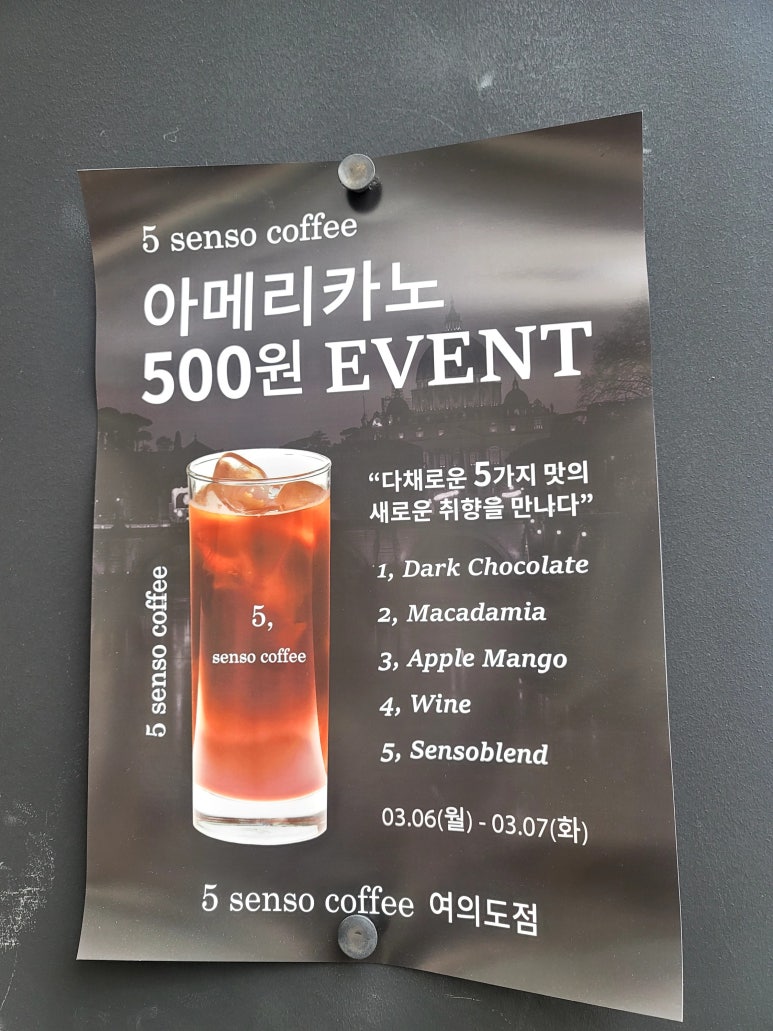 5 senso coffee
아메리카노
500원 EVENT
“다채로운 5가지 맛의
새로운 취향을 만나다”
1, Dark Chocolate
2, Macadamia
3, Apple Mango
4, Wine
5, Sensoblend
03.06(월) - 03.07(화)
5 senso coffee
5,
senso coffee
5 senso coffee 여의도점